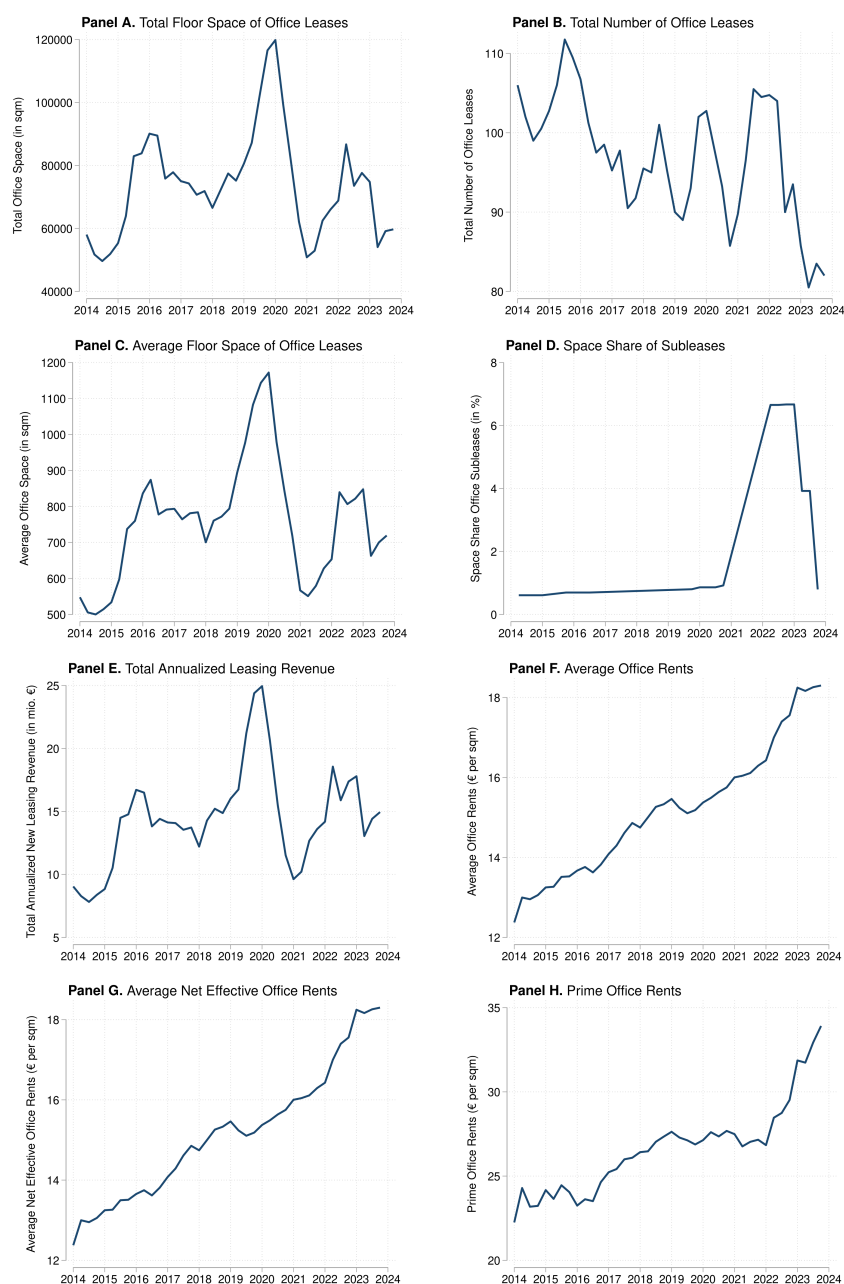 Panel A. Total Floor Space of Office Leases
Total Office Space (in sqm)
120000
100000
80000
60000
40000
2014 2015 2016 2017 2018 2019 2020 2021 2022 2023 2024
Panel B. Total Number of Office Leases
Total Number of Office Leases
110
100
90
80
2014 2015 2016 2017 2018 2019 2020 2021 2022 2023 2024
Panel C. Average Floor Space of Office Leases
Average Office Space (in sqm)
1200
1100
1000
900
800
700
600
500
2014 2015 2016 2017 2018 2019 2020 2021 2022 2023 2024
Panel D. Space Share of Subleases
Space Share Office Subleases (in %)
8
6
4
2
0
2014 2015 2016 2017 2018 2019 2020 2021 2022 2023 2024
Panel E. Total Annualized Leasing Revenue
Total Annualized New Leasing Revenue (in mio. €)
25
20
15
10
5
2014 2015 2016 2017 2018 2019 2020 2021 2022 2023 2024
Panel F. Average Office Rents
Average Office Rents (€ per sqm)
18
16
14
12
2014 2015 2016 2017 2018 2019 2020 2021 2022 2023 2024
Panel G. Average Net Effective Office Rents
Average Net Effective Office Rents (€ per sqm)
18
16
14
12
2014 2015 2016 2017 2018 2019 2020 2021 2022 2023 2024
Panel H. Prime Office Rents
Prime Office Rents (€ per sqm)
35
30
25
20
2014 2015 2016 2017 2018 2019 2020 2021 2022 2023 2024